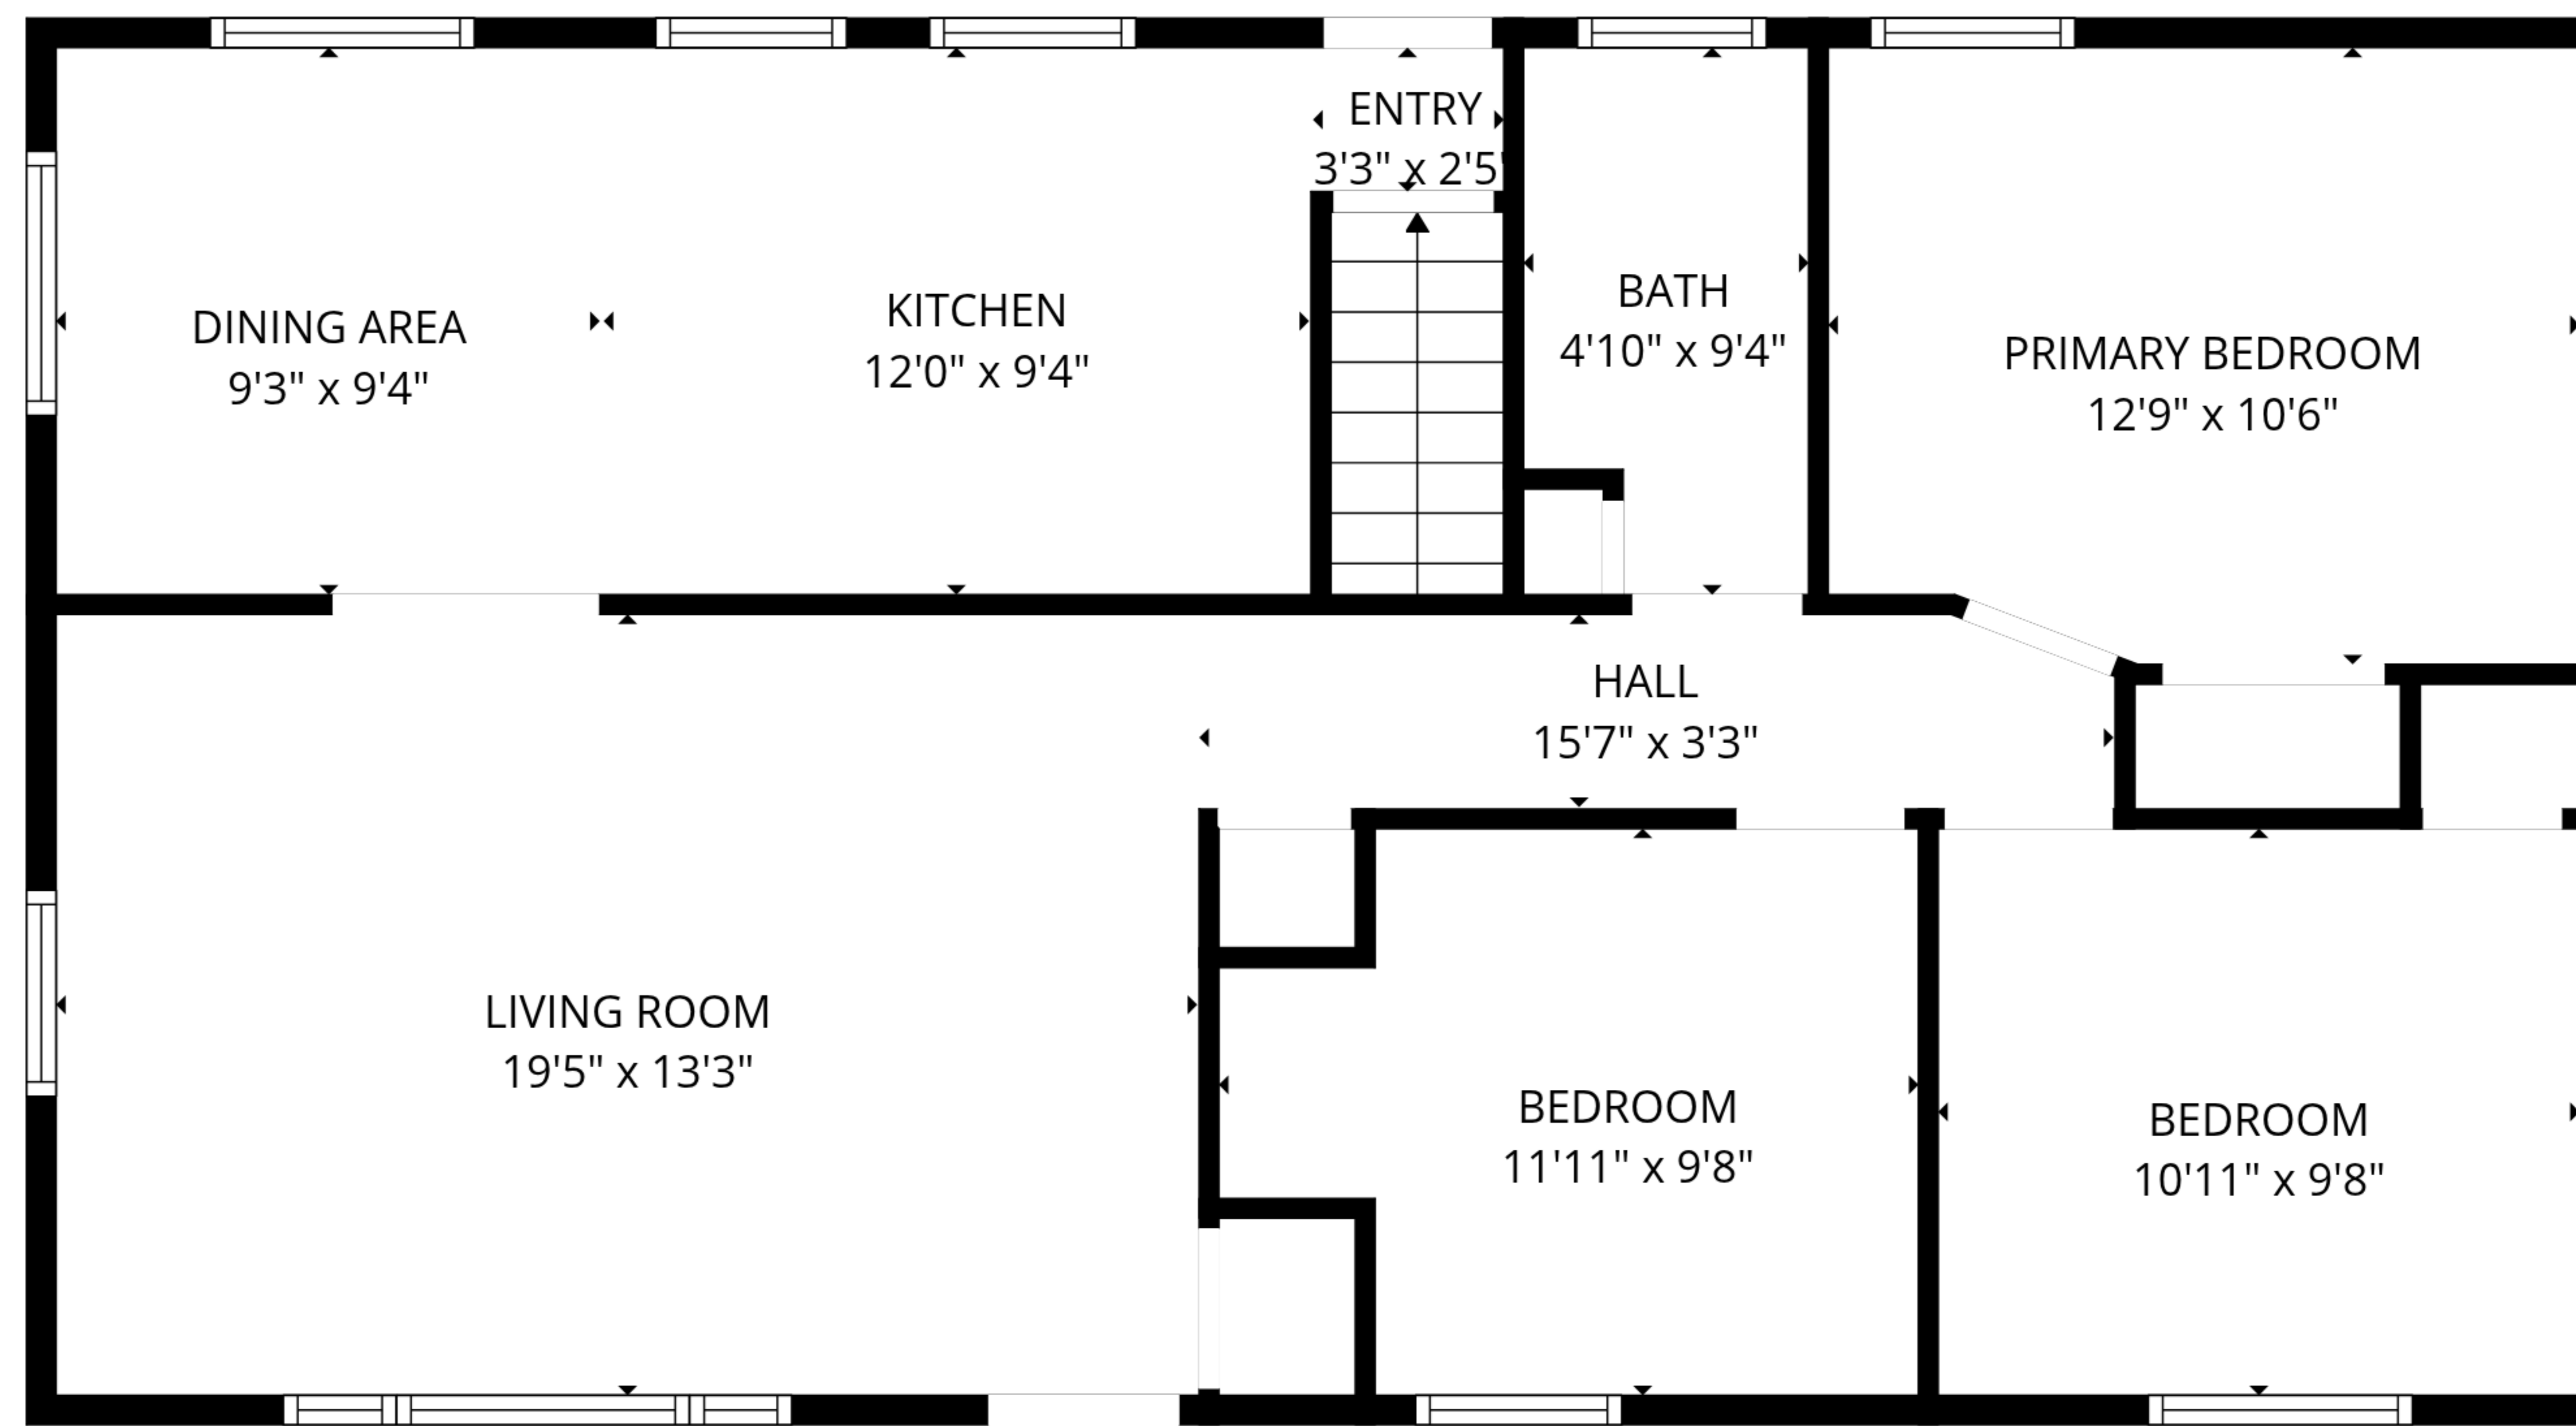 ENTRY
3'3" x 2'5"
DINING AREA
9'3" x 9'4"
KITCHEN
12'0" x 9'4"
BATH
4'10" x 9'4"
PRIMARY BEDROOM
12'9" x 10'6"
HALL
15'7" x 3'3"
LIVING ROOM
19'5" x 13'3"
BEDROOM
11'11" x 9'8"
BEDROOM
10'11" x 9'8"